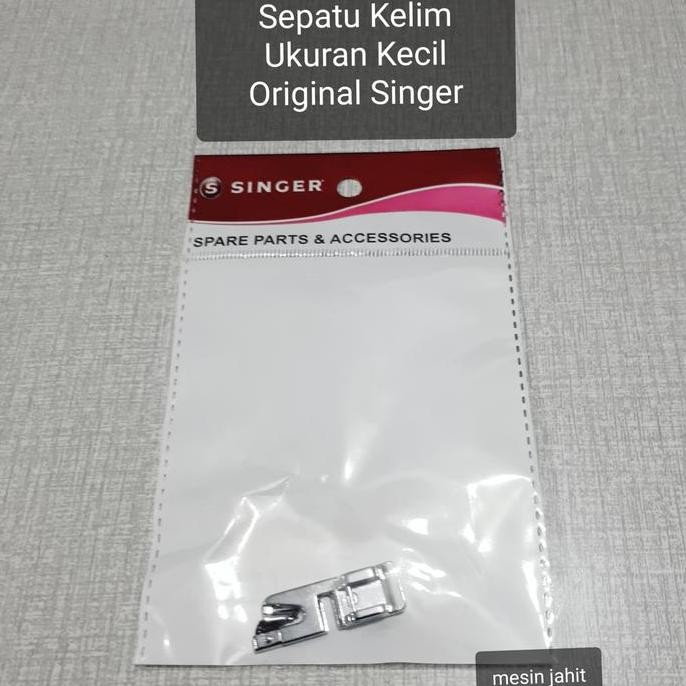 Sepatu Kelim
Ukuran Kecil
Original Singer
S SINGER
SPARE PARTS & ACCESSORIES
mesin jahit